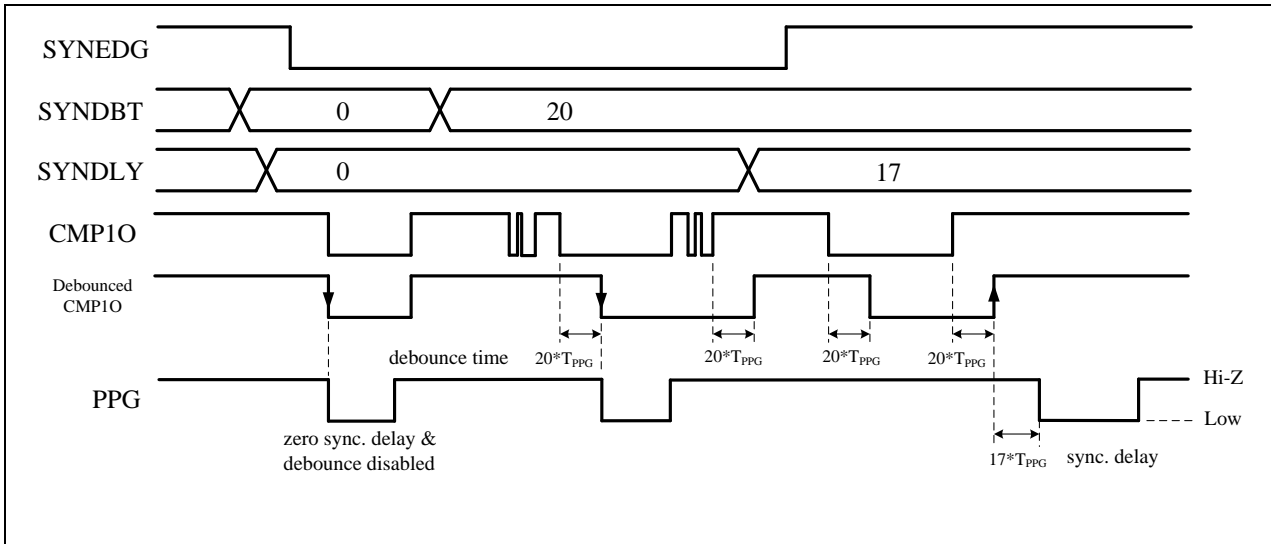 SYNEDG
SYNDBT
0
20
SYNDLY
0
17
CMP1O
Debounced
CMP1O
debounce time
20*TPPG
20*TPPG
20*TPPG
20*TPPG
PPG
Hi-Z
Low
zero sync. delay &
debounce disabled
17*TPPG
sync. delay